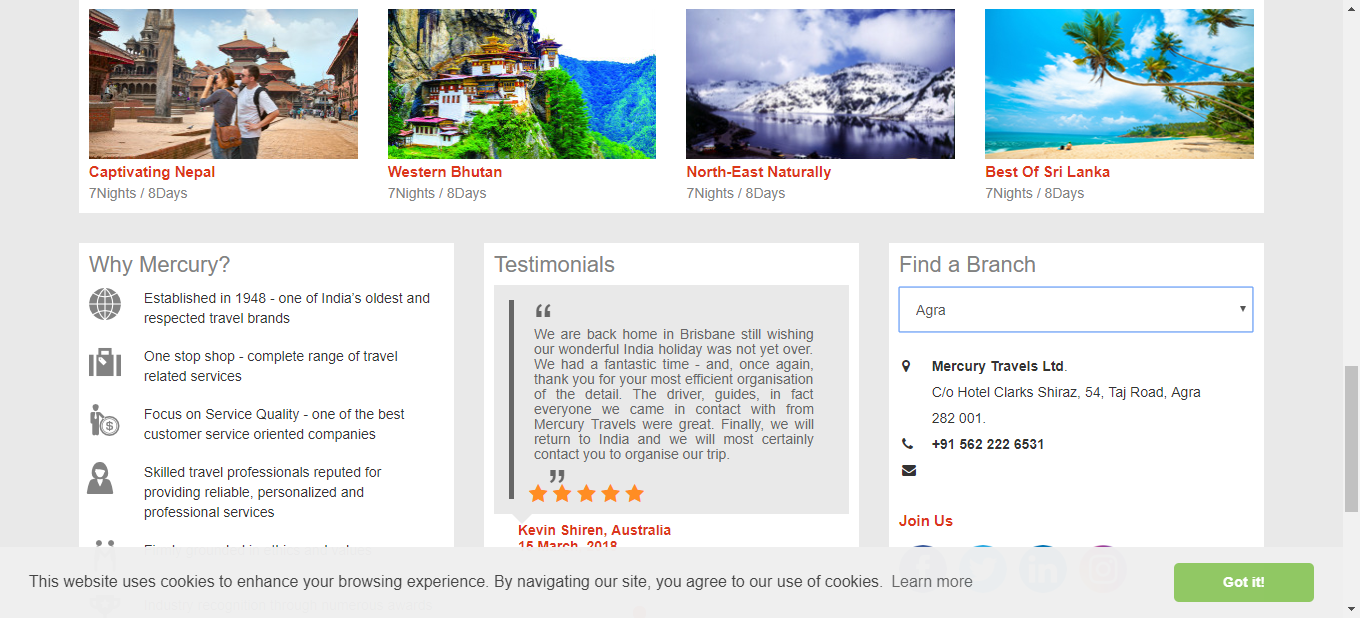 Captivating Nepal
7Nights / 8Days
Western Bhutan
7Nights / 8Days
North-East Naturally
7Nights / 8Days
Best Of Sri Lanka
7Nights / 8Days
Why Mercury?
Established in 1948 - one of India's oldest and
respected travel brands
One stop shop - complete range of travel
related services
Focus on Service Quality - one of the best
customer service oriented companies
Skilled travel professionals reputed for
providing reliable, personalized and
professional services
Testimonials
“
We are back home in Brisbane still wishing
our wonderful India holiday was not yet over.
We had a fantastic time - and, once again,
thank you for your most efficient organisation
of the detail. The driver, guides, in fact
everyone we came in contact with from
Mercury Travels were great. Finally, we will
return to India and we will most certainly
contact you to organise our trip.
”
Kevin Shiren, Australia
15 March, 2018
Find a Branch
Agra
Mercury Travels Ltd.
C/o Hotel Clarks Shiraz, 54, Taj Road, Agra
282 001.
+91 562 222 6531
Join Us
This website uses cookies to enhance your browsing experience. By navigating our site, you agree to our use of cookies. Learn more
Got it!